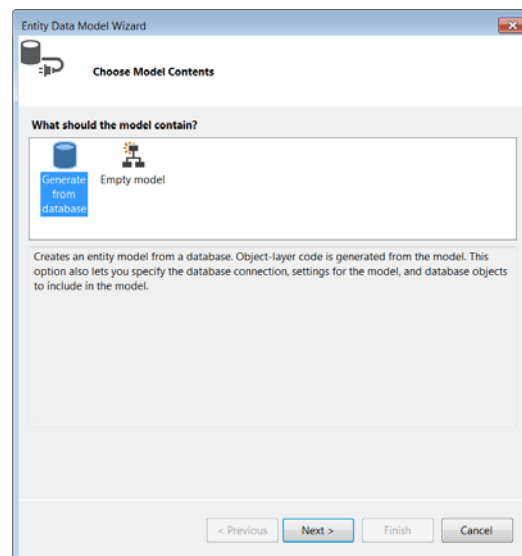 Entity Data Model Wizard
Choose Model Contents
What should the model contain?
Generate from database
Empty model
Creates an entity model from a database. Object-layer code is generated from the model. This
option also lets you specify the database connection, settings for the model, and database objects
to include in the model.
< Previous
Next >
Finish
Cancel